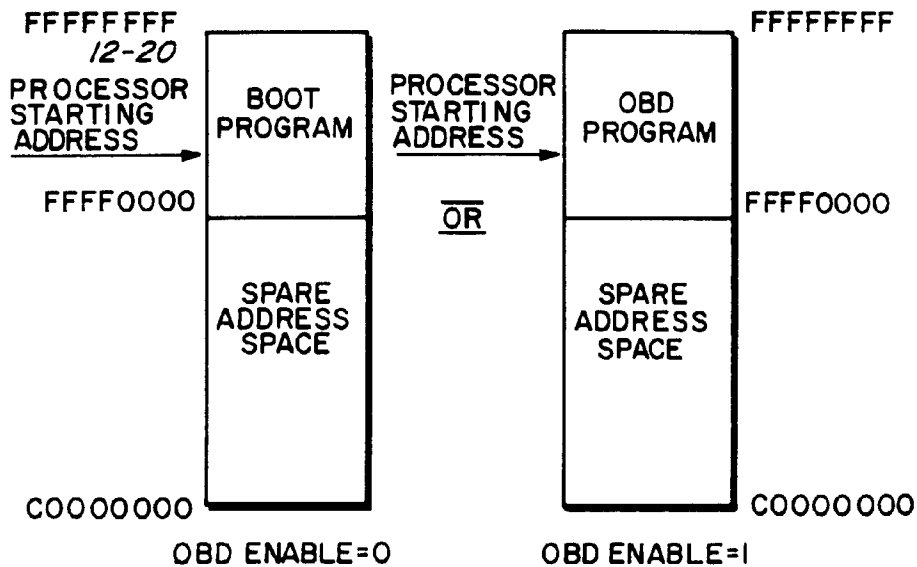 FFFFFFFF
12-20
PROCESSOR
STARTING
ADDRESS
FFFF0000
C0000000
BOOT
PROGRAM
SPARE
ADDRESS
SPACE
OBD ENABLE=0
PROCESSOR
STARTING
ADDRESS
OR
OBD
PROGRAM
SPARE
ADDRESS
SPACE
OBD ENABLE=1
FFFFFFFF
FFFF0000
C0000000